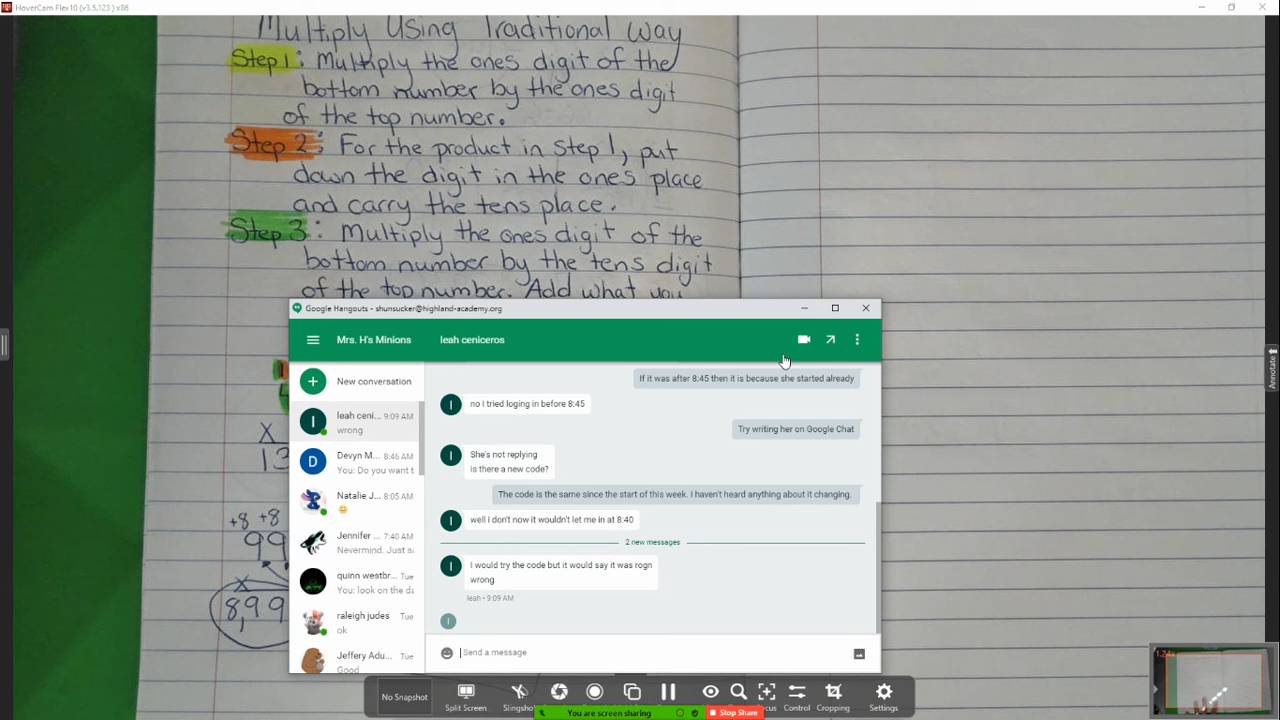 HoverCam Flex10 (v3.5.123 ) x86
Multiply Using Traditional Way
Step 1: Multiply the ones digit of the
bottom number by the ones digit
of the top number.
Step 2: For the product in Step 1, put
down the digit in the ones place
and carry the tens place.
Step 3: Multiply the ones digit of the
bottom number by the tens digit
of the top number. Add what you
Google Hangouts - shunsucker@highland-academy.org
Mrs. H's Minions
leah ceniceros
New conversation
leah ceni... 9:09 AM
wrong
Devyn M... 8:46 AM
You: Do you want t
Natalie J... 8:05 AM
Jennifer ... 7:40 AM
Nevermind. Just s
quinn westbr... Tue
You: look on the da
raleigh judes Tue
ok
Jeffery Adu... Tue
Good
If it was after 8:45 then it is because she started already
no I tried loging in before 8:45
Try writing her on Google Chat
She's not replying
is there a new code?
The code is the same since the start of this week. I haven't heard anything about it changing.
well i don't now it wouldn't let me in at 8:40
2 new messages
I would try the code but it would say it was rogn
wrong
leah • 9:09 AM
Send a message
X
13
+8 +8
99
X
8,99
Annotate
No Snapshot
Split Screen
Slingsho
Control
Cropping
Settings
You are screen sharing
Stop Share
1.24x